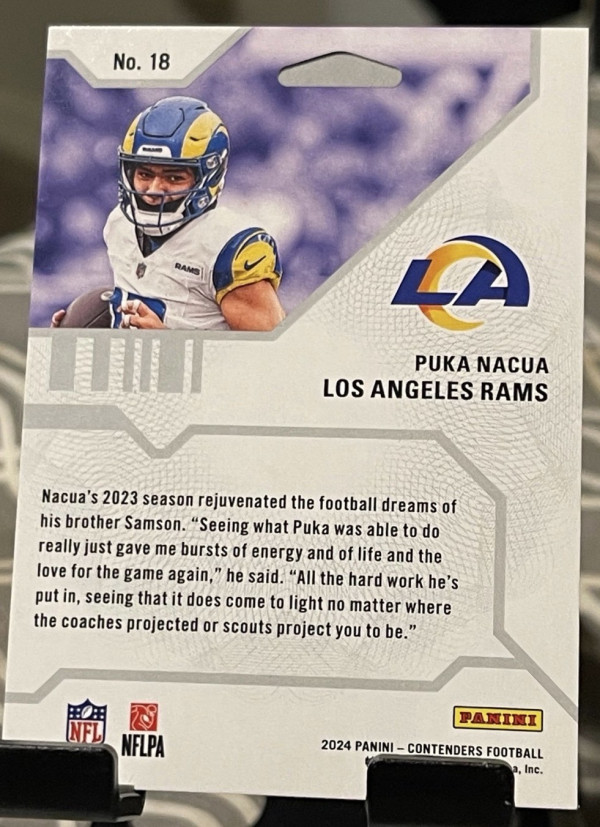 No. 18
RAMS
RAMS
LA
PUKA NACUA
LOS ANGELES RAMS
Nacua's 2023 season rejuvenated the football dreams of
his brother Samson. “Seeing what Puka was able to do
really just gave me bursts of energy and of life and the
love for the game again,” he said. “All the hard work he's
put in, seeing that it does come to light no matter where
the coaches projected or scouts project you to be.”
NFL
NFLPA
PANINI
2024 PANINI – CONTENDERS FOOTBALL
a, Inc.